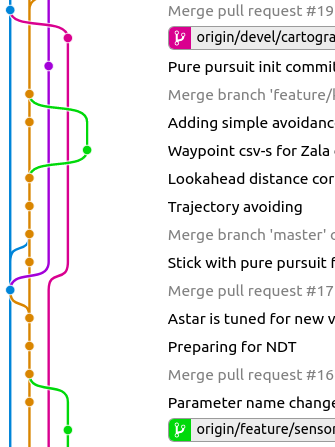 Merge pull request #19
origin/devel/cartogra
Pure pursuit init commit
Merge branch 'feature/
Adding simple avoidanc
Waypoint csv-s for Zala
Lookahead distance cor
Trajectory avoiding
Merge branch 'master'
Stick with pure pursuit f
Merge pull request #17
Astar is tuned for new v
Preparing for NDT
Merge pull request #16
Parameter name change
origin/feature/sensor